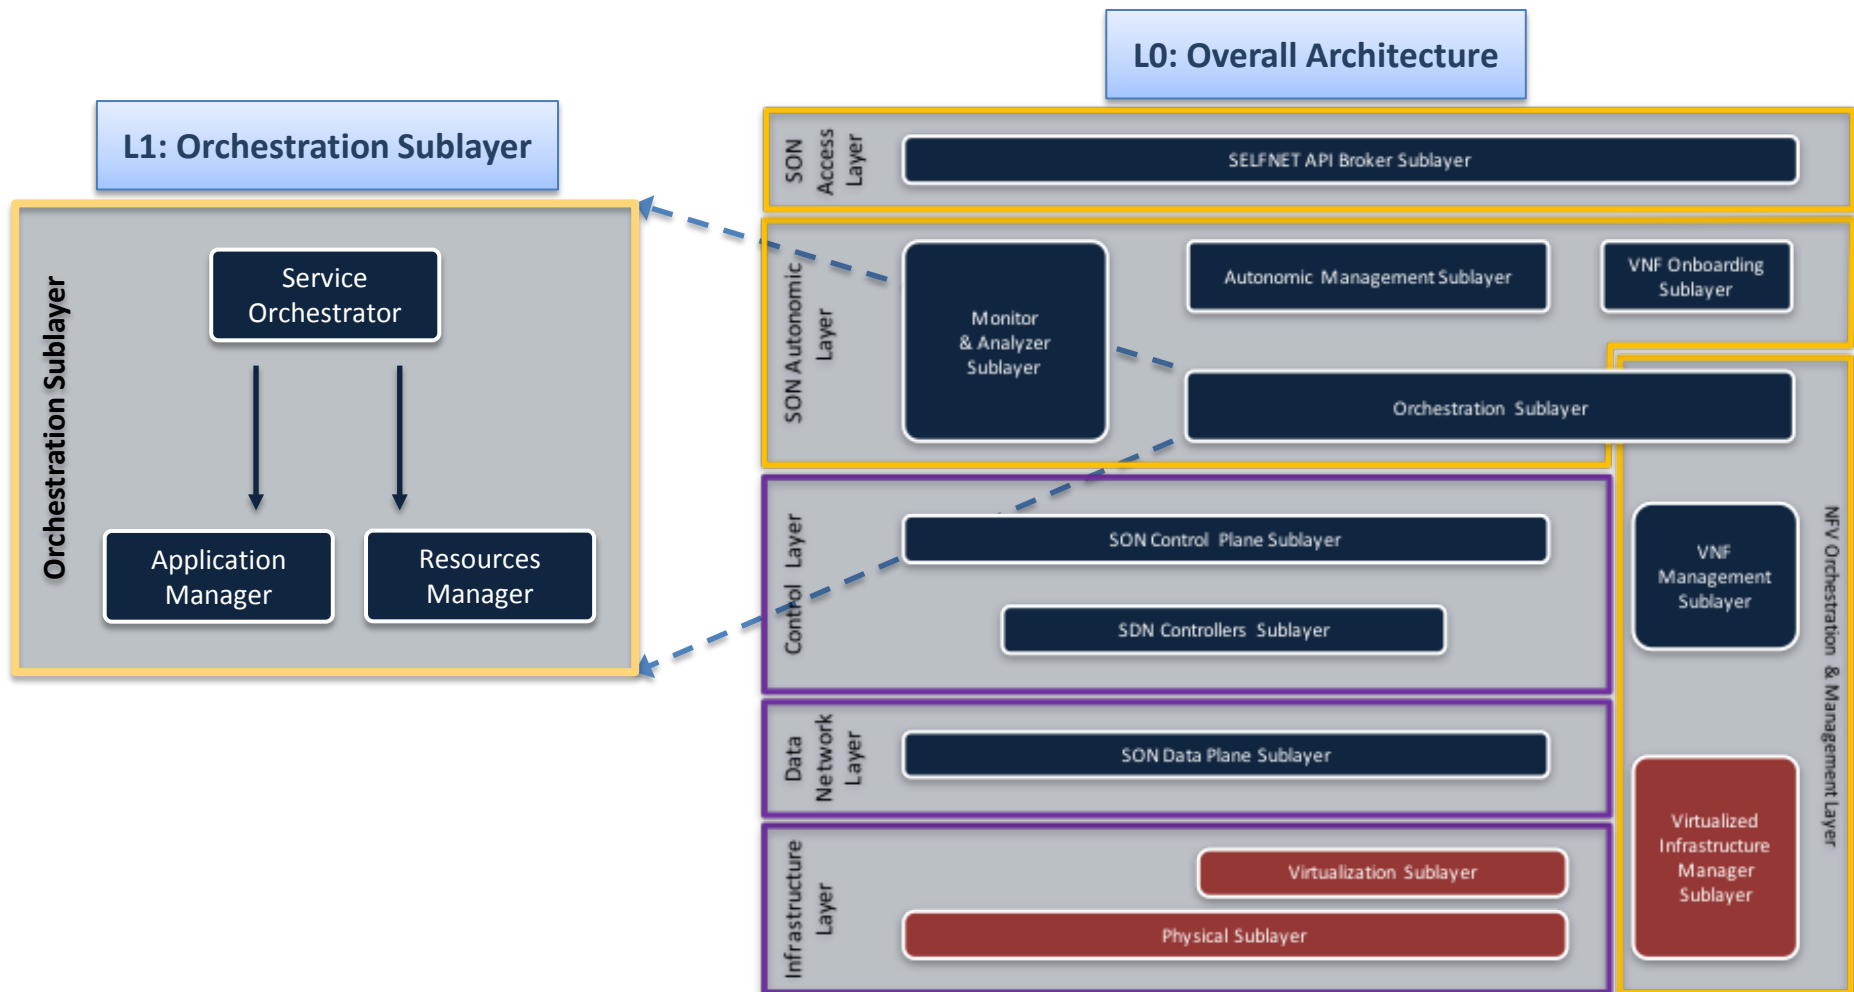 L0: Overall Architecture
L1: Orchestration Sublayer
Orchestration Sublayer
Service
Orchestrator
Application
Manager
Resources
Manager
SON
Access
Layer
SELFNET API Broker Sublayer
SON Autonomic
Layer
Monitor
& Analyzer
Sublayer
Autonomic Management Sublayer
VNF Onboarding
Sublayer
Orchestration Sublayer
Control Layer
SON Control Plane Sublayer
SDN Controllers Sublayer
Data
Network
Layer
SON Data Plane Sublayer
Infrastructure
Layer
Virtualization Sublayer
Physical Sublayer
NFV Orchestration & Management Layer
VNF
Management
Sublayer
Virtualized
Infrastructure
Manager
Sublayer